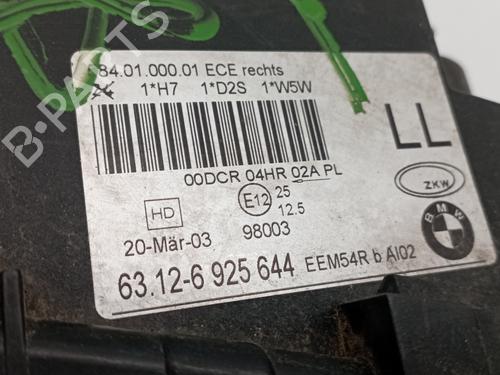 84.01.000.01 ECE rechts
1*H7 1*D2S 1*W5W
LL
00DCR 04HR 02A PL
HD E12 25
12.5
ZKW
BMW
20-Mär-03 98003
63.12-6 925 644 EEM54R b AI02
B-PARTS